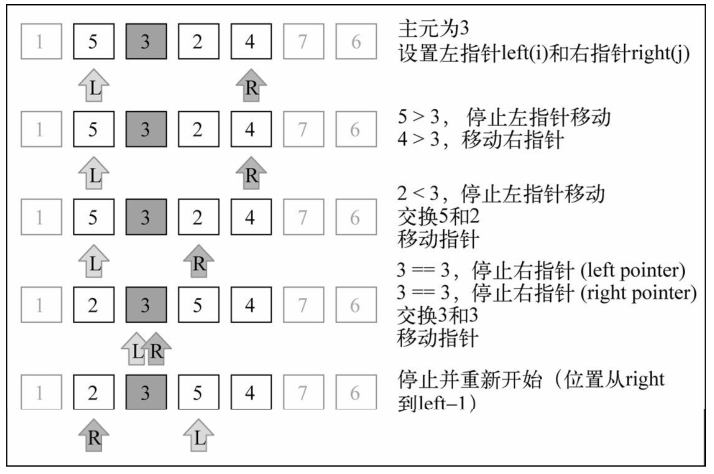 1 5 3 2 4 7 6
主元为3
设置左指针left(i)和右指针right(j)
L R
1 5 3 2 4 7 6
5 > 3， 停止左指针移动
4 > 3，移动右指针
L R
1 5 3 2 4 7 6
2 < 3，停止左指针移动
交换5和2
移动指针
L R
1 2 3 5 4 7 6
3 == 3，停止右指针 (left pointer)
3 == 3，停止右指针 (right pointer)
交换3和3
移动指针
L R
1 2 3 5 4 7 6
停止并重新开始（位置从right
到left-1）
R L